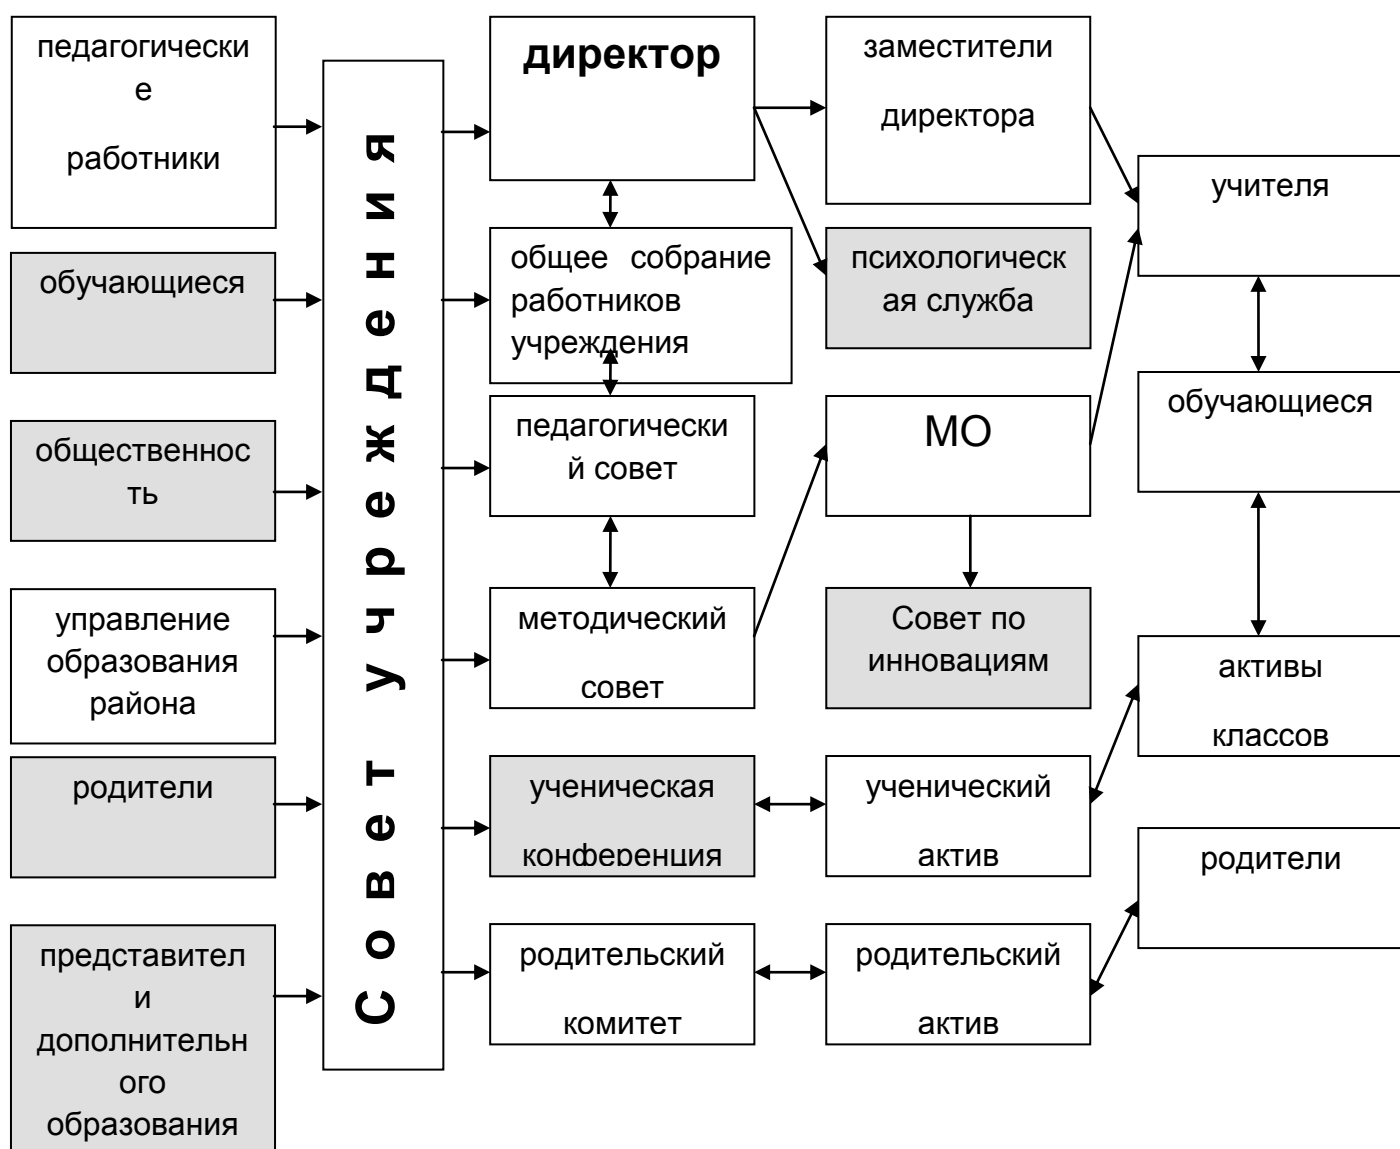 педагогически
е
работники
обучающиеся
общественнос
ть
управление
образования
района
родители
представител
и
дополнительн
ого
образования
Совет учреждения
директор
общее собрание
работников
учреждения
педагогически
й совет
методический
совет
ученическая
конференция
родительский
комитет
заместители
директора
психологическ
ая служба
МО
Совет по
инновациям
ученический
актив
родительский
актив
учителя
обучающиеся
активы
классов
родители